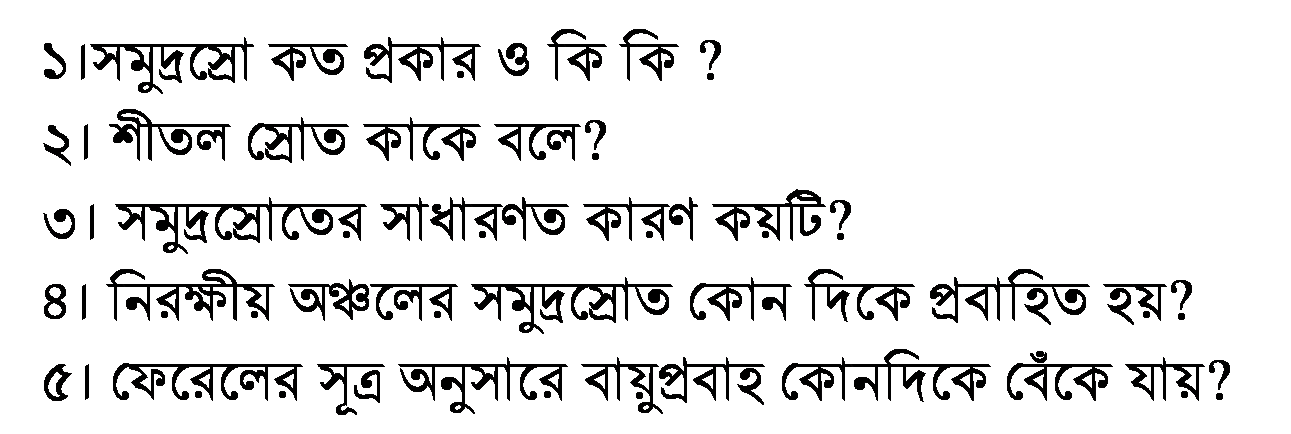 ১।সমুদ্রস্রো কত প্রকার ও কি কি ?
২। শীতল স্রোত কাকে বলে?
৩। সমুদ্রস্রোতের সাধারণত কারণ কয়টি?
৪। নিরক্ষীয় অঞ্চলের সমুদ্রস্রোত কোন দিকে প্রবাহিত হয়?
৫। ফেরেলের সূত্র অনুসারে বায়ুপ্রবাহ কোনদিকে বেঁকে যায়?